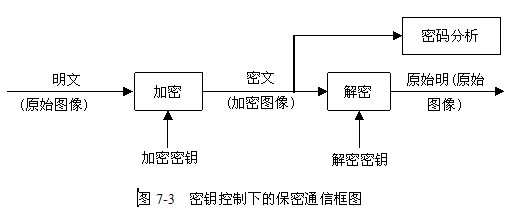 密码分析
明文
(原始图像)
加密
密文
(加密图像)
解密
原始明(原始
图像)
加密密钥
解密密钥
图 7-3 密钥控制下的保密通信框图